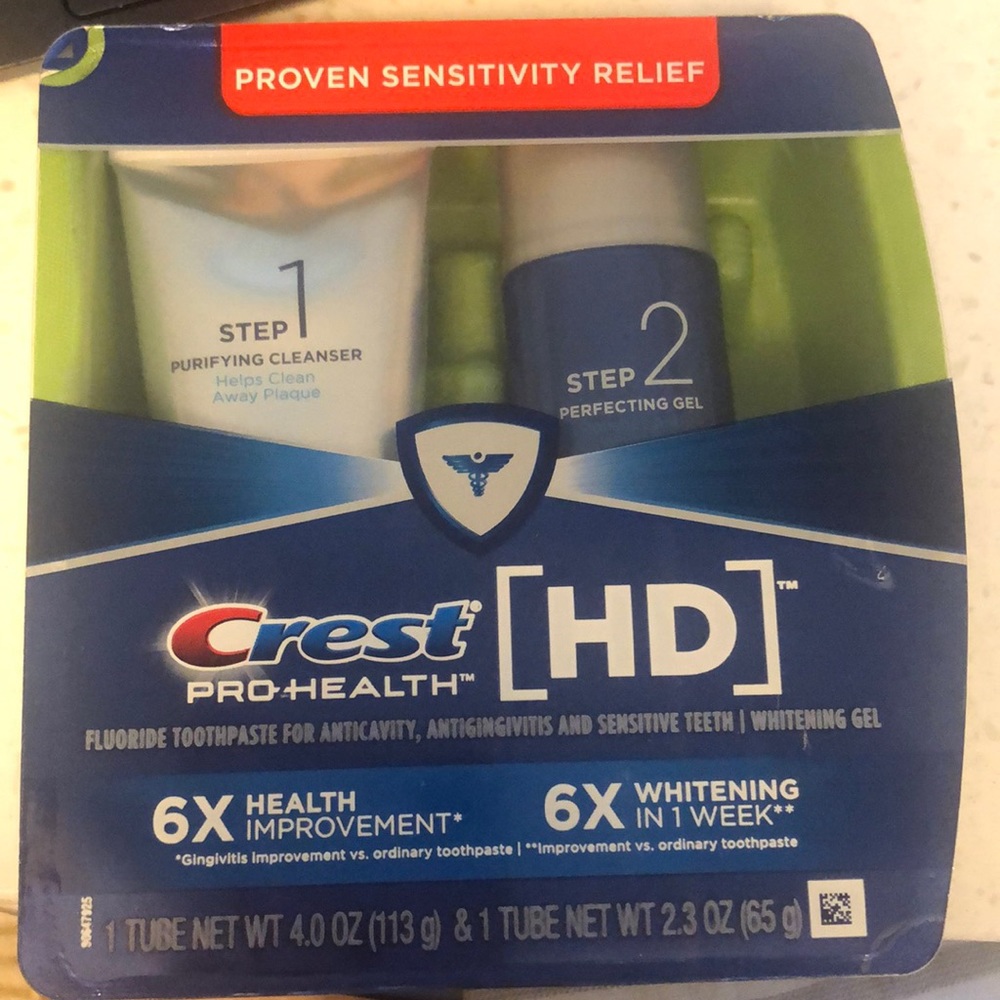 PROVEN SENSITIVITY RELIEF
STEP 1
PURIFYING CLEANSER
Helps Clean
Away Plaque
STEP 2
PERFECTING GEL
Crest® [HD]™
PRO-HEALTH™
FLUORIDE TOOTHPASTE FOR ANTICAVITY, ANTIGINGIVITIS AND SENSITIVE TEETH | WHITENING GEL
6X HEALTH IMPROVEMENT*
6X WHITENING IN 1 WEEK**
*Gingivitis improvement vs. ordinary toothpaste | **Improvement vs. ordinary toothpaste
1 TUBE NET WT 4.0 OZ (113 g) & 1 TUBE NET WT 2.3 OZ (65 g)